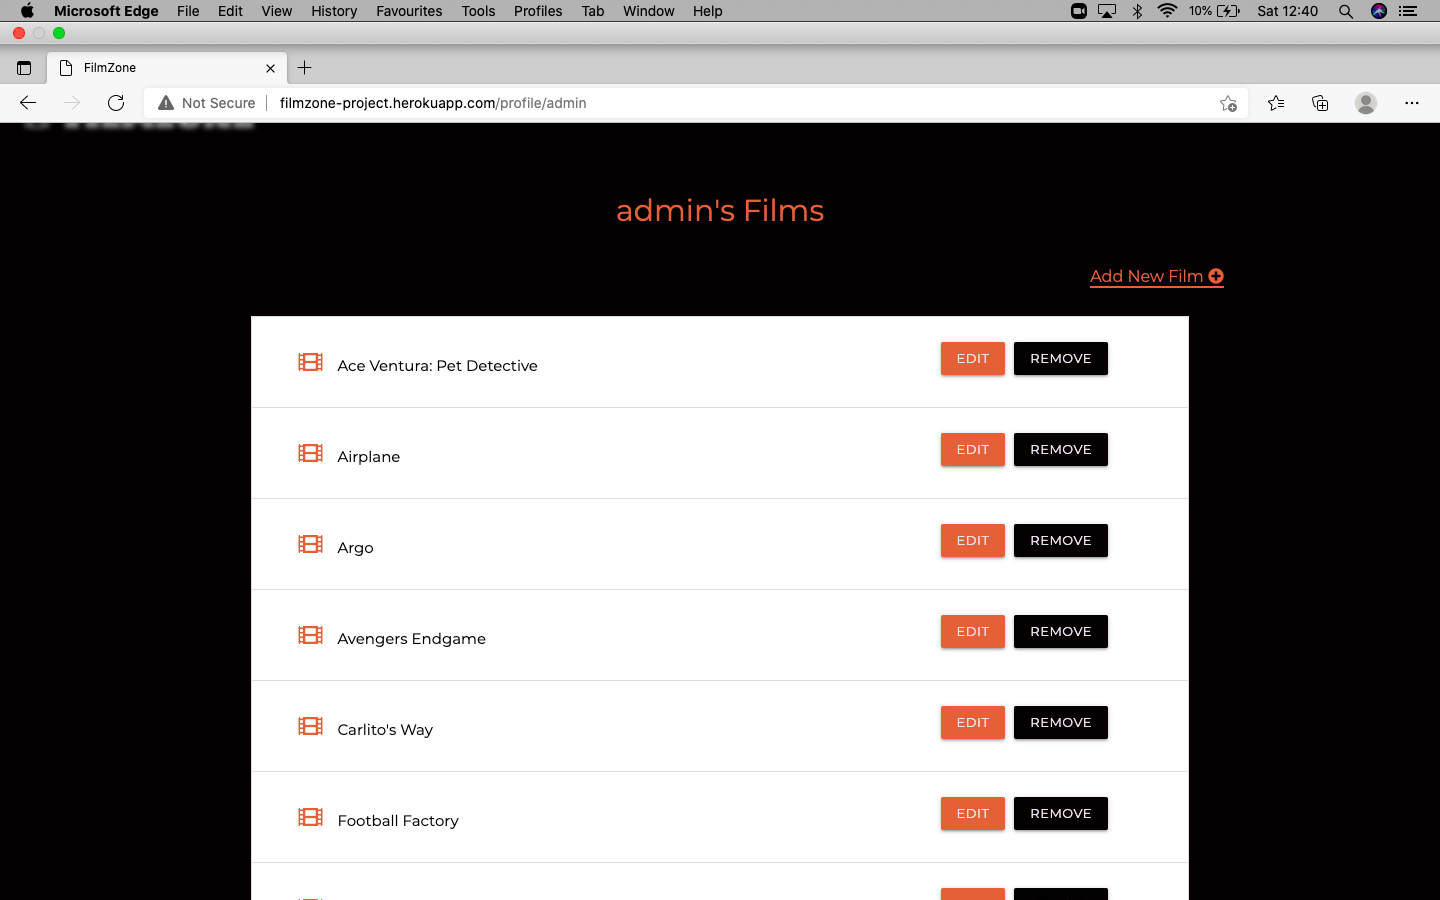 Microsoft Edge File Edit View History Favourites Tools Profiles Tab Window Help 10% Sat 12:40
FilmZone
Not Secure filmzone-project.herokuapp.com/profile/admin
admin's Films
Add New Film
Ace Ventura: Pet Detective EDIT REMOVE
Airplane EDIT REMOVE
Argo EDIT REMOVE
Avengers Endgame EDIT REMOVE
Carlito's Way EDIT REMOVE
Football Factory EDIT REMOVE